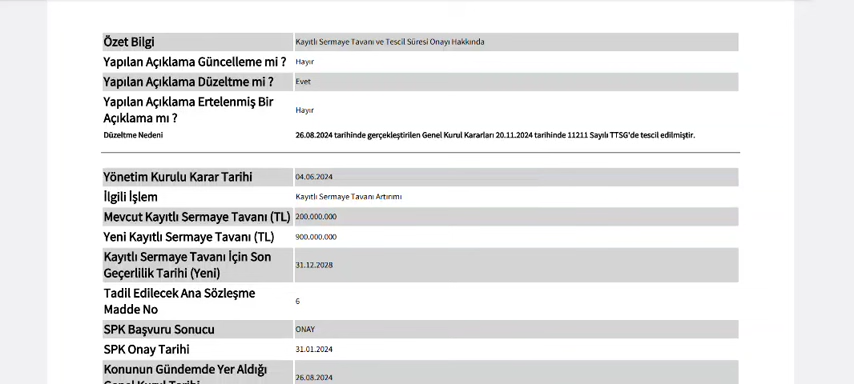 Özet Bilgi Kayıtlı Sermaye Tavanı ve Tescil Süresi Onayı Hakkında
Yapılan Açıklama Güncelleme mi ? Hayır
Yapılan Açıklama Düzeltme mi ? Evet
Yapılan Açıklama Ertelenmiş Bir
Açıklama mı ? Hayır
Düzeltme Nedeni 26.08.2024 tarihinde gerçekleştirilen Genel Kurul Kararları 20.11.2024 tarihinde 11211 Sayılı TTSG'de tescil edilmiştir.
Yönetim Kurulu Karar Tarihi 04.06.2024
İlgili İşlem Kayıtlı Sermaye Tavanı Artırımı
Mevcut Kayıtlı Sermaye Tavanı (TL) 200.000.000
Yeni Kayıtlı Sermaye Tavanı (TL) 900.000.000
Kayıtlı Sermaye Tavanı İçin Son
Geçerlilik Tarihi (Yeni) 31.12.2028
Tadil Edilecek Ana Sözleşme
Madde No 6
SPK Başvuru Sonucu ONAY
SPK Onay Tarihi 31.01.2024
Konunun Gündemde Yer Aldığı
Genel Kurul Tarihi 26.08.2024